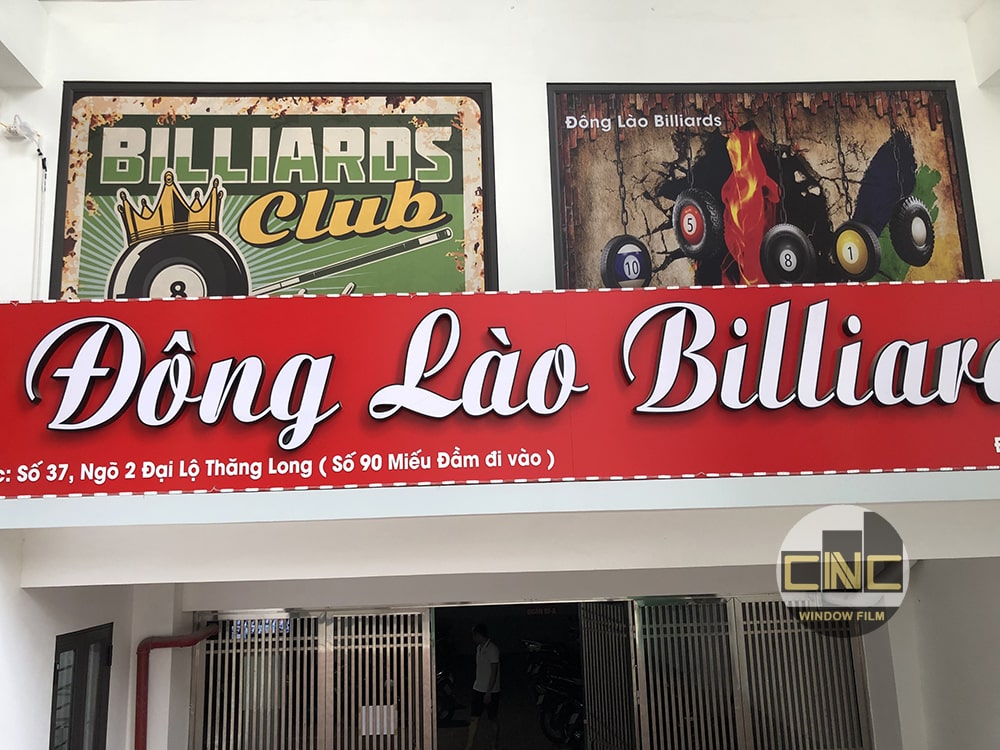 BILLIARDS
Club
8
Đông Lào Billiards
10
5
8
1
Đông Lào Billiar
c: Số 37, Ngõ 2 Đại Lộ Thăng Long ( Số 90 Miếu Đầm đi vào )
Đ
CNC
WINDOW FILM